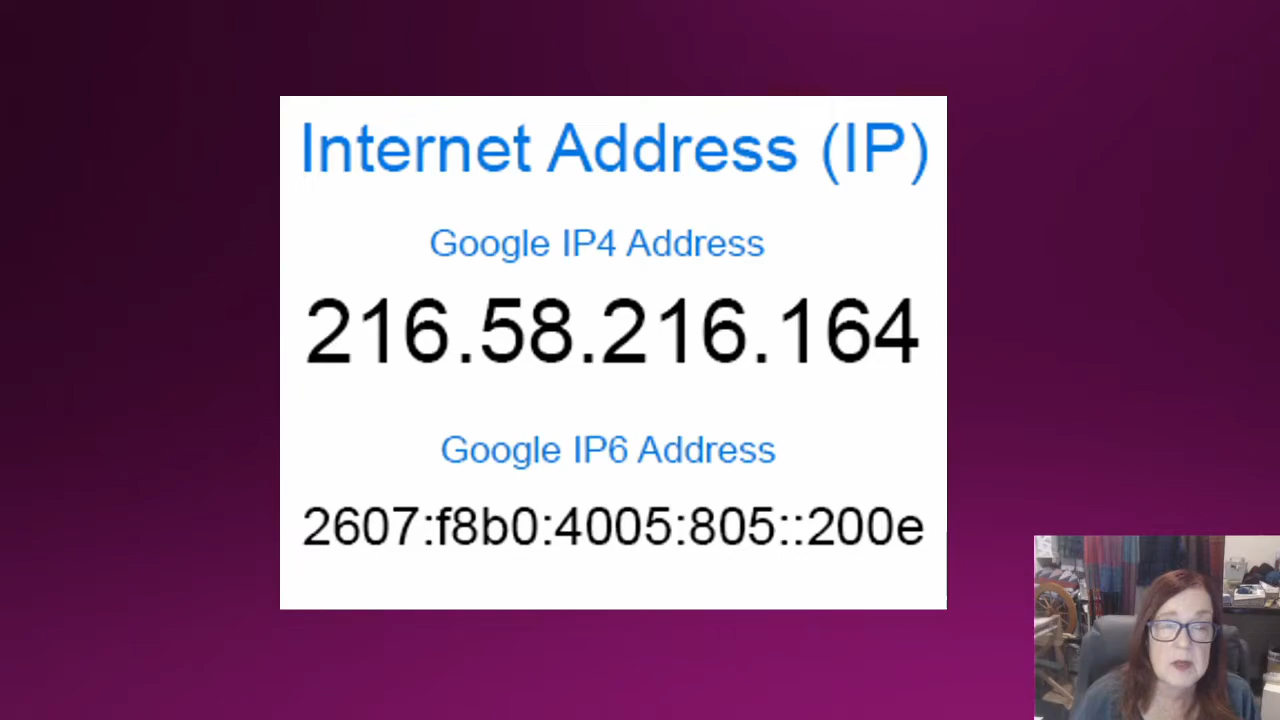 Internet Address (IP)
Google IP4 Address
216.58.216.164
Google IP6 Address
2607:f8b0:4005:805::200e